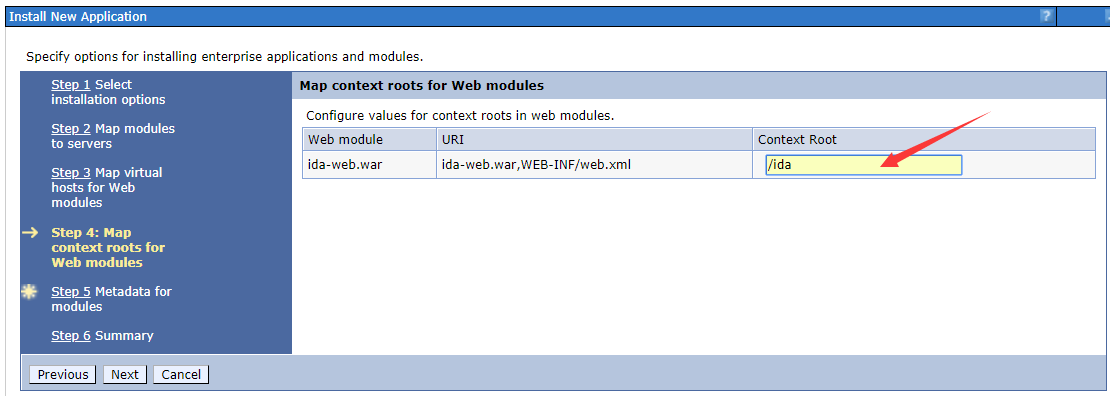 Install New Application
?
Specify options for installing enterprise applications and modules.
Step 1 Select
installation options
Step 2 Map modules
to servers
Step 3 Map virtual
hosts for Web
modules
Step 4: Map
context roots for
Web modules
Step 5 Metadata for
modules
Step 6 Summary
Map context roots for Web modules
Configure values for context roots in web modules.
Web module URI Context Root
ida-web.war ida-web.war,WEB-INF/web.xml /ida
Previous Next Cancel